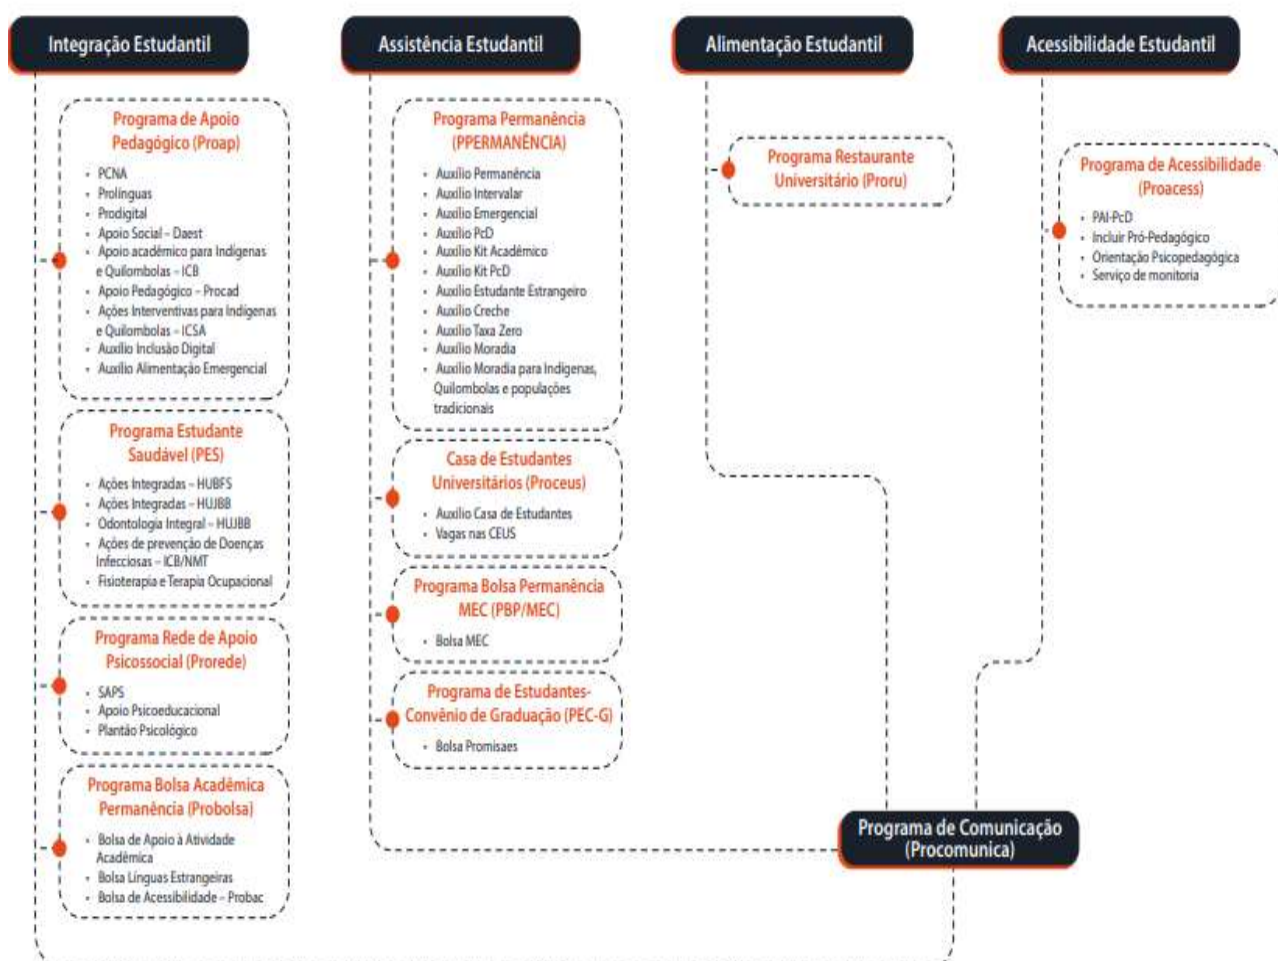 Integração Estudantil
Programa de Apoio
Pedagógico (Proap)
• PCNA
• Prolínguas
• Prodigital
• Apoio Social – Daest
• Apoio acadêmico para Indígenas
e Quilombolas – ICB
• Apoio Pedagógico – Procad
• Ações Interventivas para Indígenas
e Quilombolas – ICSA
• Auxílio Inclusão Digital
• Auxílio Alimentação Emergencial
Programa Estudante
Saudável (PES)
• Ações Integradas – HUBFS
• Ações Integradas – HUJBB
• Odontologia Integral – HUJBB
• Ações de prevenção de Doenças
Infecciosas – ICB/NMT
• Fisioterapia e Terapia Ocupacional
Programa Rede de Apoio
Psicossocial (Prorede)
• SAPS
• Apoio Psicoeducacional
• Plantão Psicológico
Programa Bolsa Acadêmica
Permanência (Probolsa)
• Bolsa de Apoio à Atividade
Acadêmica
• Bolsa Línguas Estrangeiras
• Bolsa de Acessibilidade – Probac
Assistência Estudantil
Programa Permanência
(PPERMANÊNCIA)
• Auxílio Permanência
• Auxílio Intervalar
• Auxílio Emergencial
• Auxílio PcD
• Auxílio Kit Acadêmico
• Auxílio Kit PcD
• Auxílio Estudante Estrangeiro
• Auxílio Creche
• Auxílio Taxa Zero
• Auxílio Moradia
• Auxílio Moradia para Indígenas,
Quilombolas e populações
tradicionais
Casa de Estudantes
Universitários (Proceus)
• Auxílio Casa de Estudantes
• Vagas nas CEUS
Programa Bolsa Permanência
MEC (PBP/MEC)
• Bolsa MEC
Programa de Estudantes-
Convênio de Graduação (PEC-G)
• Bolsa Promisaes
Alimentação Estudantil
Programa Restaurante
Universitário (Proru)
Acessibilidade Estudantil
Programa de Acessibilidade
(Proacess)
• PAI-PcD
• Incluir Pró-Pedagógico
• Orientação Psicopedagógica
• Serviço de monitoria
Programa de Comunicação
(Procomunica)